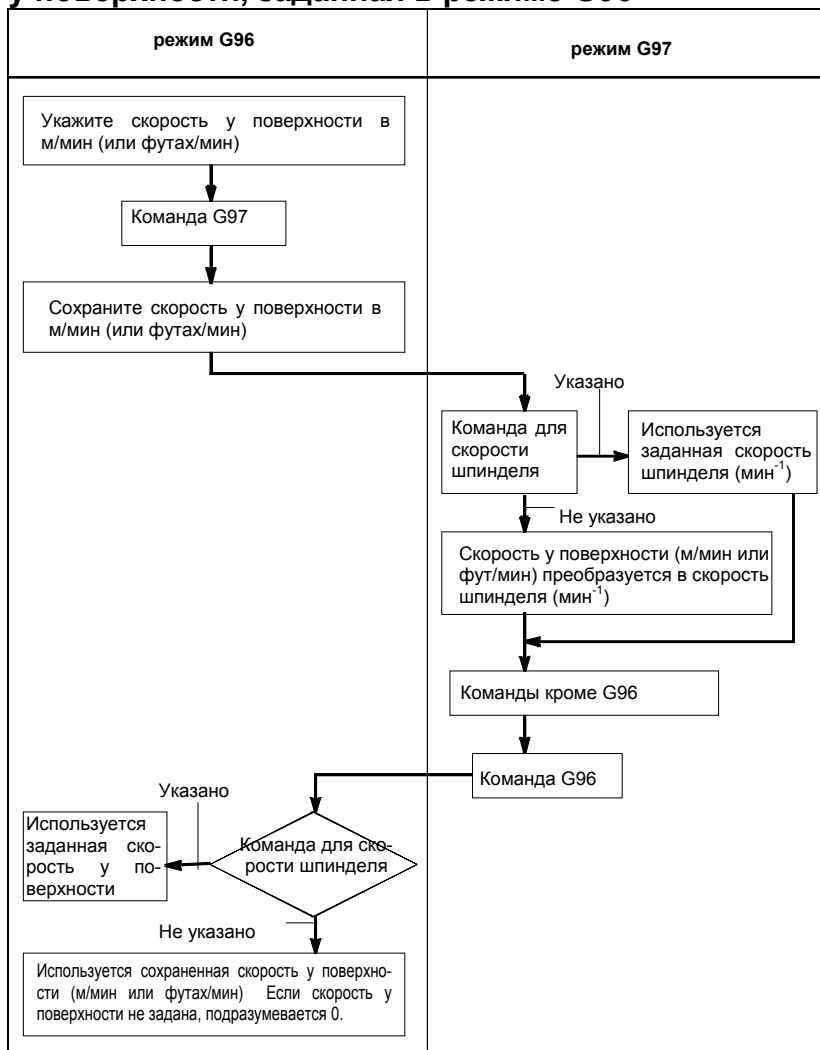 у поверхности, заданная в режиме G96
режим G96
режим G97
Укажите скорость у поверхности в
м/мин (или футах/мин)
Команда G97
Сохраните скорость у поверхности в
м/мин (или футах/мин)
Указано
Команда для
скорости
шпинделя
Используется
заданная скорость
шпинделя (мин⁻¹)
Не указано
Скорость у поверхности (м/мин или
фут/мин) преобразуется в скорость
шпинделя (мин⁻¹)
Команды кроме G96
Команда G96
Указано
Используется
заданная ско-
рость у по-
верхности
Команда для ско-
рости шпинделя
Не указано
Используется сохраненная скорость у поверхно-
сти (м/мин или футах/мин) Если скорость у
поверхности не задана, подразумевается 0.